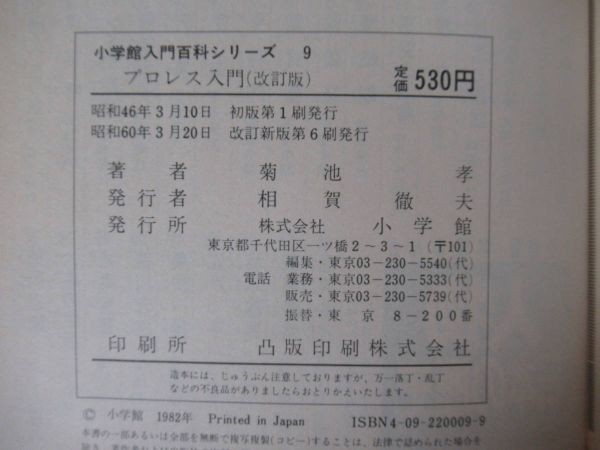 小学館入門百科シリーズ 9
プロレス入門(改訂版)
定価 530円
昭和46年3月10日 初版第1刷発行
昭和60年3月20日 改訂新版第6刷発行
著者 菊池 孝
発行者 相賀徹夫
発行所 株式会社 小学館
東京都千代田区一ツ橋2〜3〜1(〒101)
編集・東京03-230-5540(代)
電話 業務・東京03-230-5333(代)
販売・東京03-230-5739(代)
振替・東京 8-200番
印刷所 凸版印刷株式会社
造本には、じゅうぶん注意しておりますが、万一落丁・乱丁
などの不良品がありましたらおとりかえいたします。
© 小学館 1982年 Printed in Japan ISBN4-09-220009-9
本書の一部あるいは全部を無断で複写複製(コピー)することは、法律で認められた場合を